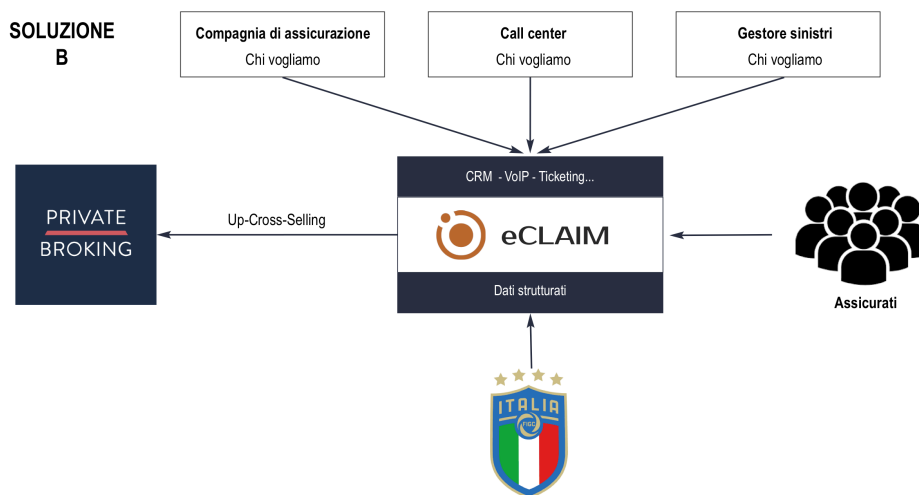 SOLUZIONE
B
Compagnia di assicurazione
Chi vogliamo
Call center
Chi vogliamo
Gestore sinistri
Chi vogliamo
CRM - VoIP - Ticketing...
PRIVATE
BROKING
Up-Cross-Selling
eCLAIM
Dati strutturati
Assicurati
ITALIA
FIGC